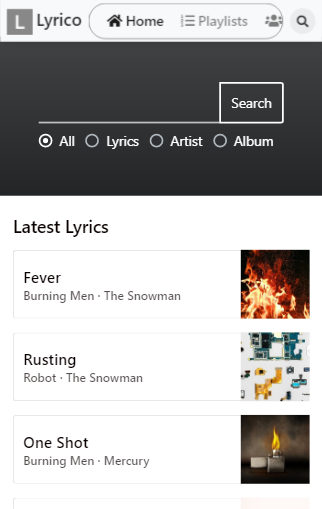 L Lyrico Home Playlists
Search
All Lyrics Artist Album
Latest Lyrics
Fever
Burning Men · The Snowman
Rusting
Robot · The Snowman
One Shot
Burning Men · Mercury